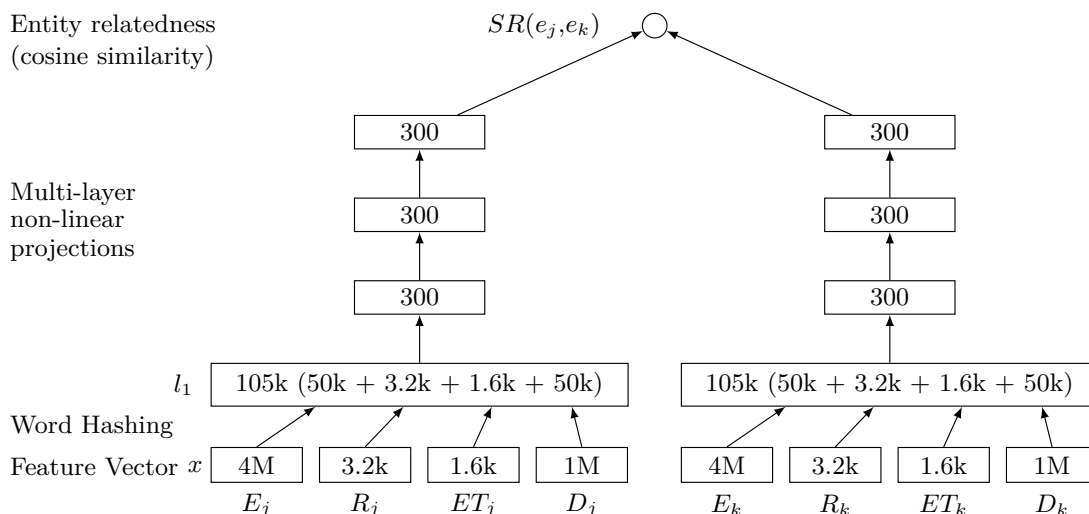 Entity relatedness
(cosine similarity)
SR(e_j,e_k)
300
300
Multi-layer
non-linear
projections
300
300
300
300
l_1
105k (50k + 3.2k + 1.6k + 50k)
105k (50k + 3.2k + 1.6k + 50k)
Word Hashing
Feature Vector x
4M
3.2k
1.6k
1M
4M
3.2k
1.6k
1M
E_j
R_j
ET_j
D_j
E_k
R_k
ET_k
D_k